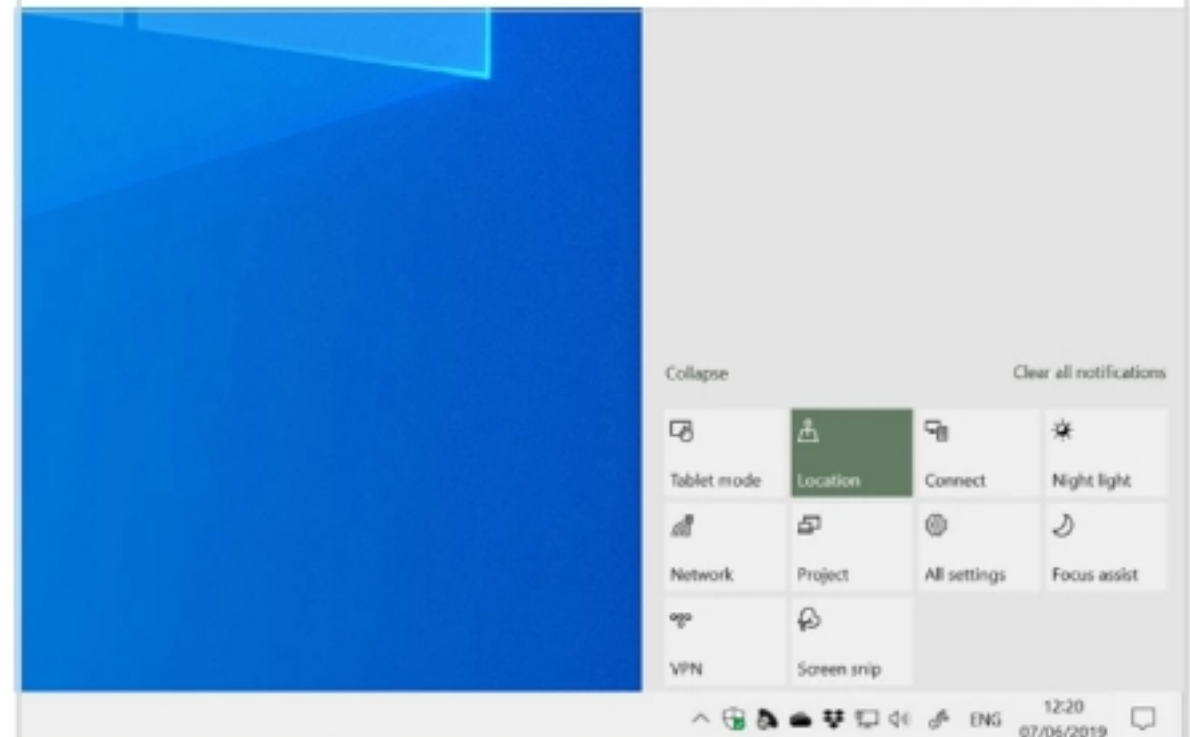 Collapse Clear all notifications
Tablet mode Location Connect Night light
Network Project All settings Focus assist
VPN Screen snip
ENG 12:20
07/06/2019